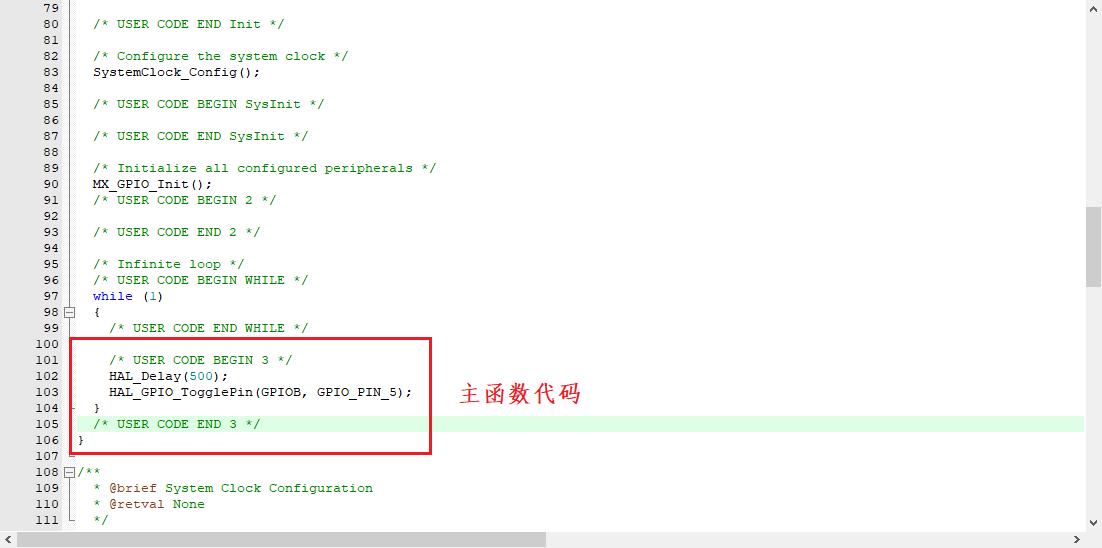 79
80 /* USER CODE END Init */
81
82 /* Configure the system clock */
83 SystemClock_Config();
84
85 /* USER CODE BEGIN SysInit */
86
87 /* USER CODE END SysInit */
88
89 /* Initialize all configured peripherals */
90 MX_GPIO_Init();
91 /* USER CODE BEGIN 2 */
92
93 /* USER CODE END 2 */
94
95 /* Infinite loop */
96 /* USER CODE BEGIN WHILE */
97 while (1)
98 {
99 /* USER CODE END WHILE */
100
101 /* USER CODE BEGIN 3 */
102 HAL_Delay(500);
103 HAL_GPIO_TogglePin(GPIOB, GPIO_PIN_5);
主函数代码
104 }
105 /* USER CODE END 3 */
106 }
107
108 /**
109 * @brief System Clock Configuration
110 * @retval None
111 */